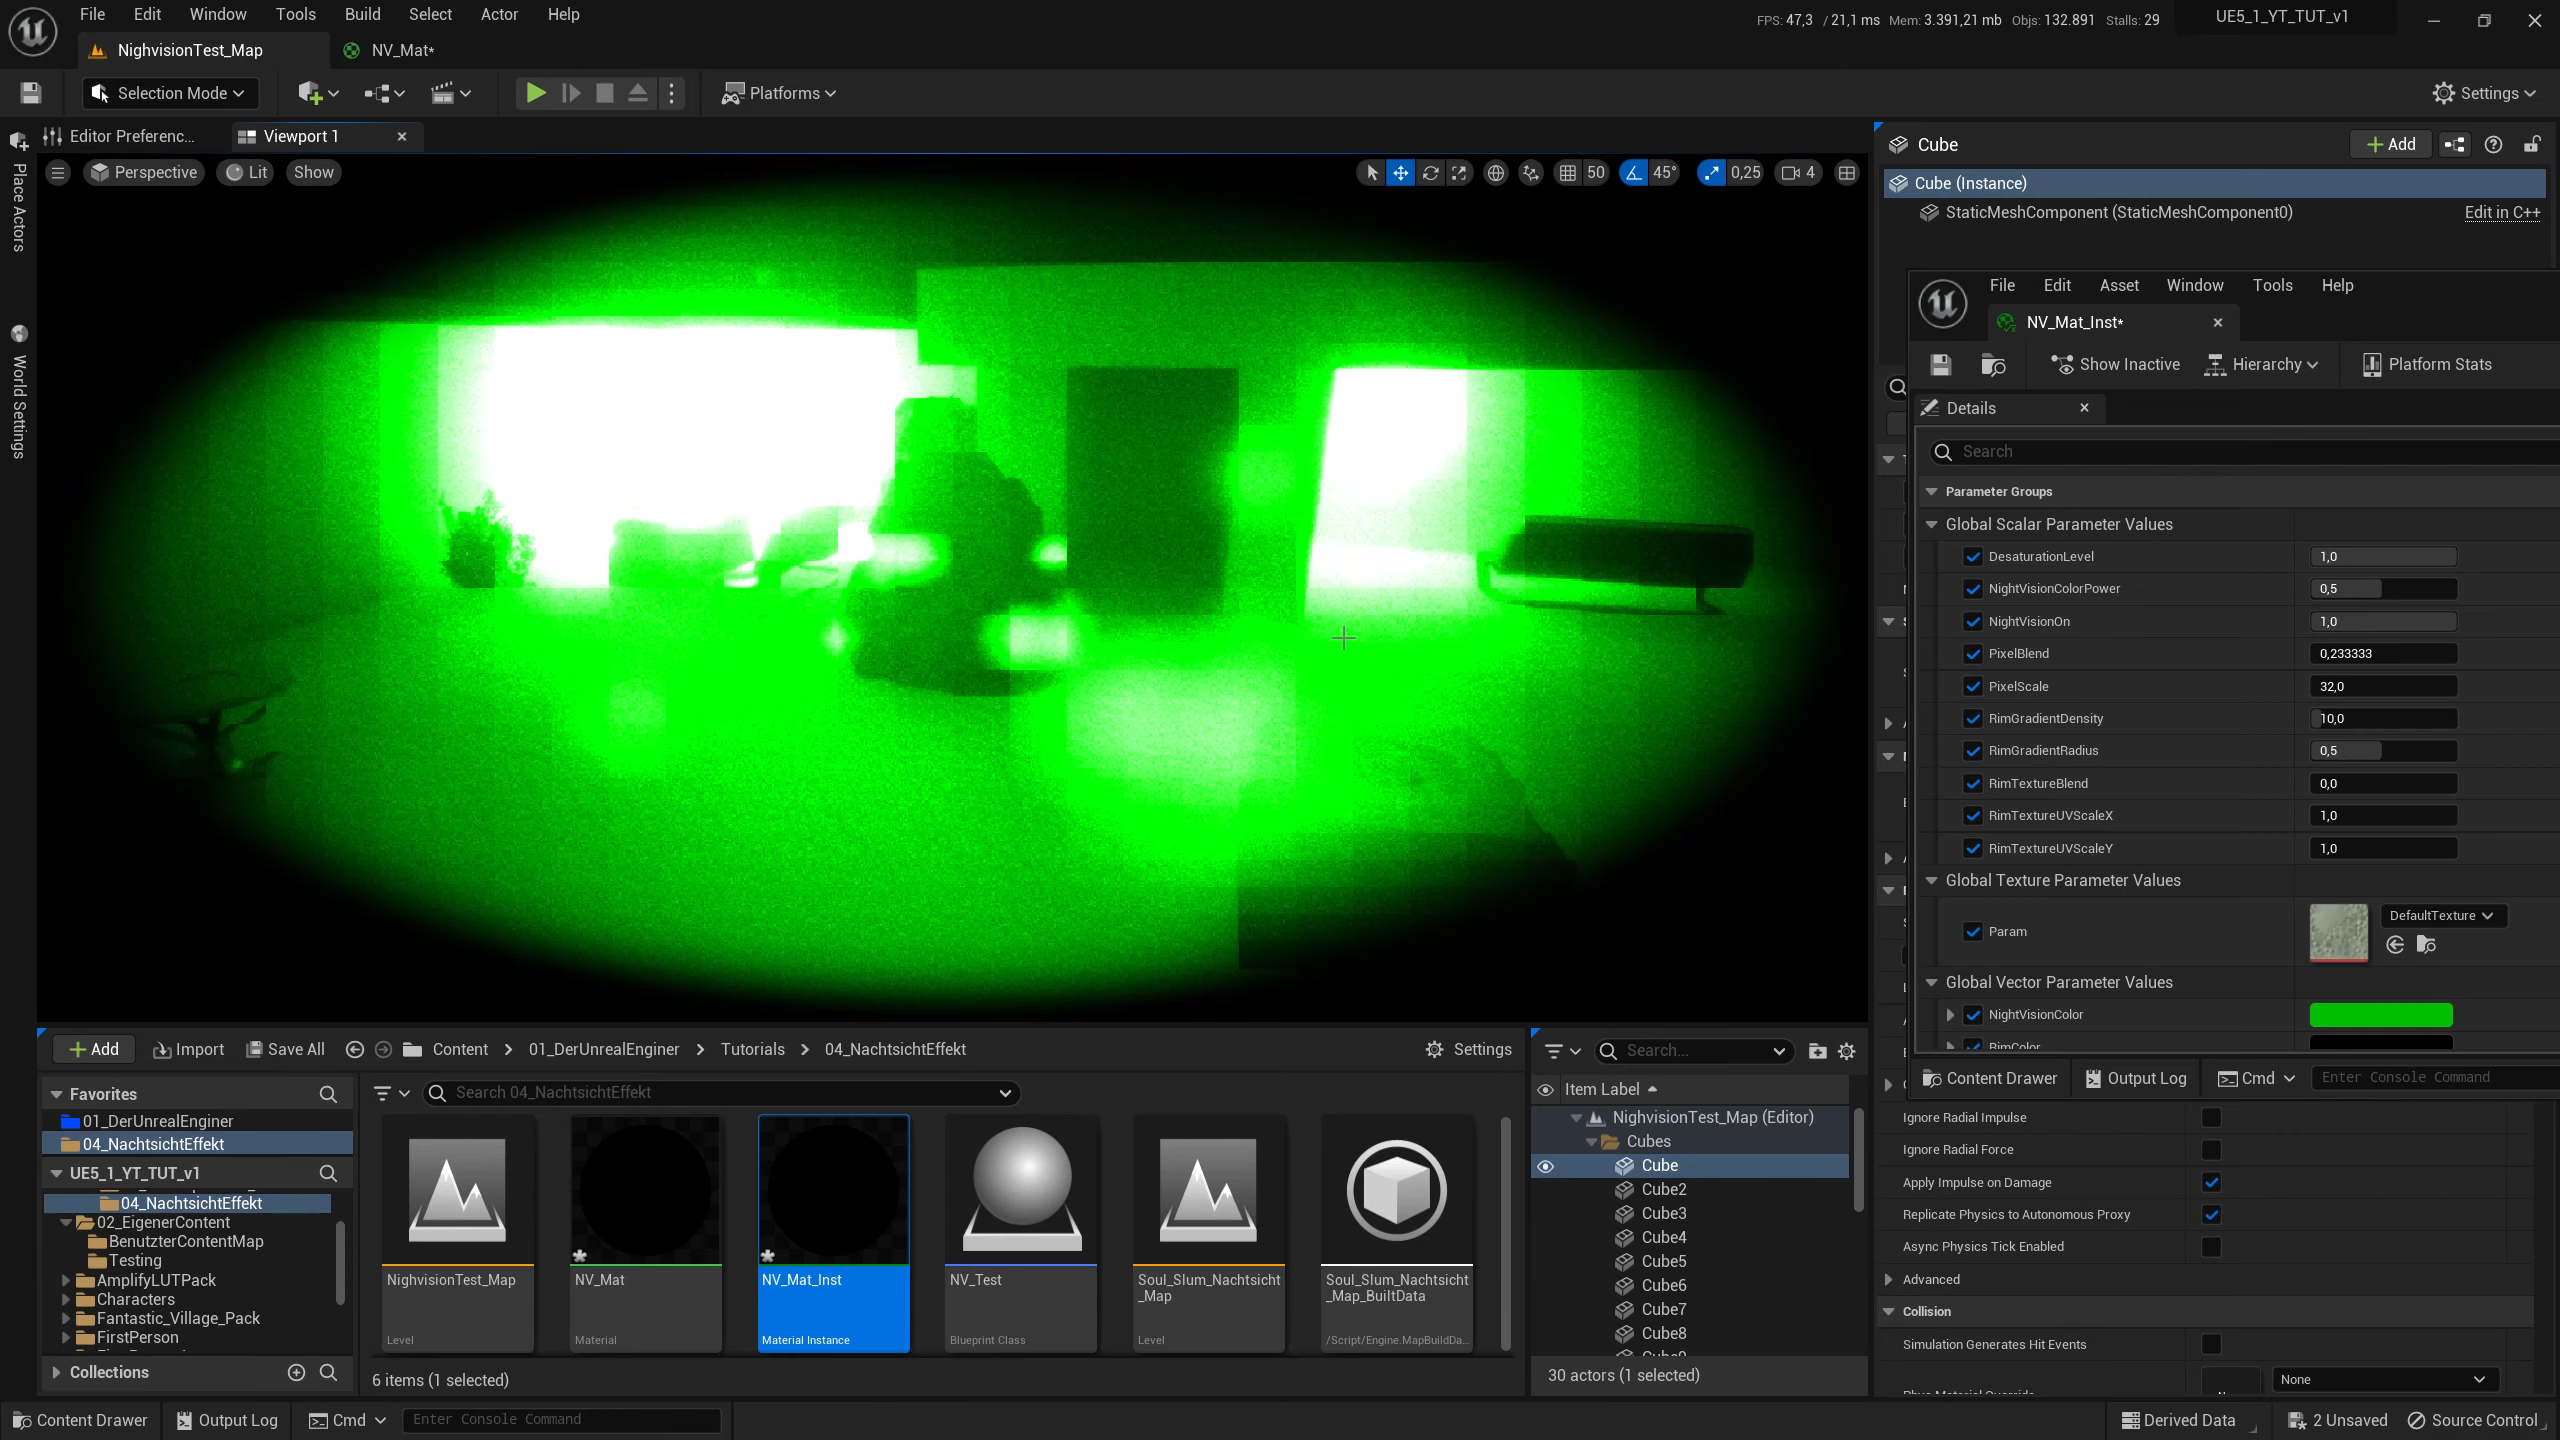 File Edit Window Tools Build Select Actor Help
FPS: 47,3 / 21,1 ms Mem: 3.391,21 mb Objs: 132.891 Stalls: 29
UE5_1_YT_TUT_v1
NighvisionTest_Map
NV_Mat*
Selection Mode
Platforms
Settings
Place Actors
World Settings
Editor Preferenc...
Viewport 1
Perspective
Lit
Show
50
45°
0,25
4
Cube
Add
Cube (Instance)
StaticMeshComponent (StaticMeshComponent0)
Edit in C++
File Edit Asset Window Tools Help
NV_Mat_Inst*
Show Inactive
Hierarchy
Platform Stats
Details
Search
Parameter Groups
Global Scalar Parameter Values
DesaturationLevel 1,0
NightVisionColorPower 0,5
NightVisionOn 1,0
PixelBlend 0,233333
PixelScale 32,0
RimGradientDensity 10,0
RimGradientRadius 0,5
RimTextureBlend 0,0
RimTextureUVScaleX 1,0
RimTextureUVScaleY 1,0
Global Texture Parameter Values
Param
DefaultTexture
Global Vector Parameter Values
NightVisionColor
RimColor
Content Drawer
Output Log
Cmd
Enter Console Command
Ignore Radial Impulse
Ignore Radial Force
Apply Impulse on Damage
Replicate Physics to Autonomous Proxy
Async Physics Tick Enabled
Advanced
Collision
Simulation Generates Hit Events
None
Add
Import
Save All
Content > 01_DerUnrealEnginer > Tutorials > 04_NachtsichtEffekt
Settings
Favorites
01_DerUnrealEnginer
04_NachtsichtEffekt
UE5_1_YT_TUT_v1
04_NachtsichtEffekt
02_EigenerContent
BenutzterContentMap
Testing
AmplifyLUTPack
Characters
Fantastic_Village_Pack
FirstPerson
Collections
Search 04_NachtsichtEffekt
NighvisionTest_Map
Level
NV_Mat
Material
NV_Mat_Inst
Material Instance
NV_Test
Blueprint Class
Soul_Slum_Nachtsicht
_Map
Level
Soul_Slum_Nachtsicht
_Map_BuiltData
/Script/Engine.MapBuildDa...
6 items (1 selected)
Search...
Item Label
NighvisionTest_Map (Editor)
Cubes
Cube
Cube2
Cube3
Cube4
Cube5
Cube6
Cube7
Cube8
30 actors (1 selected)
Content Drawer
Output Log
Cmd
Enter Console Command
Derived Data
2 Unsaved
Source Control